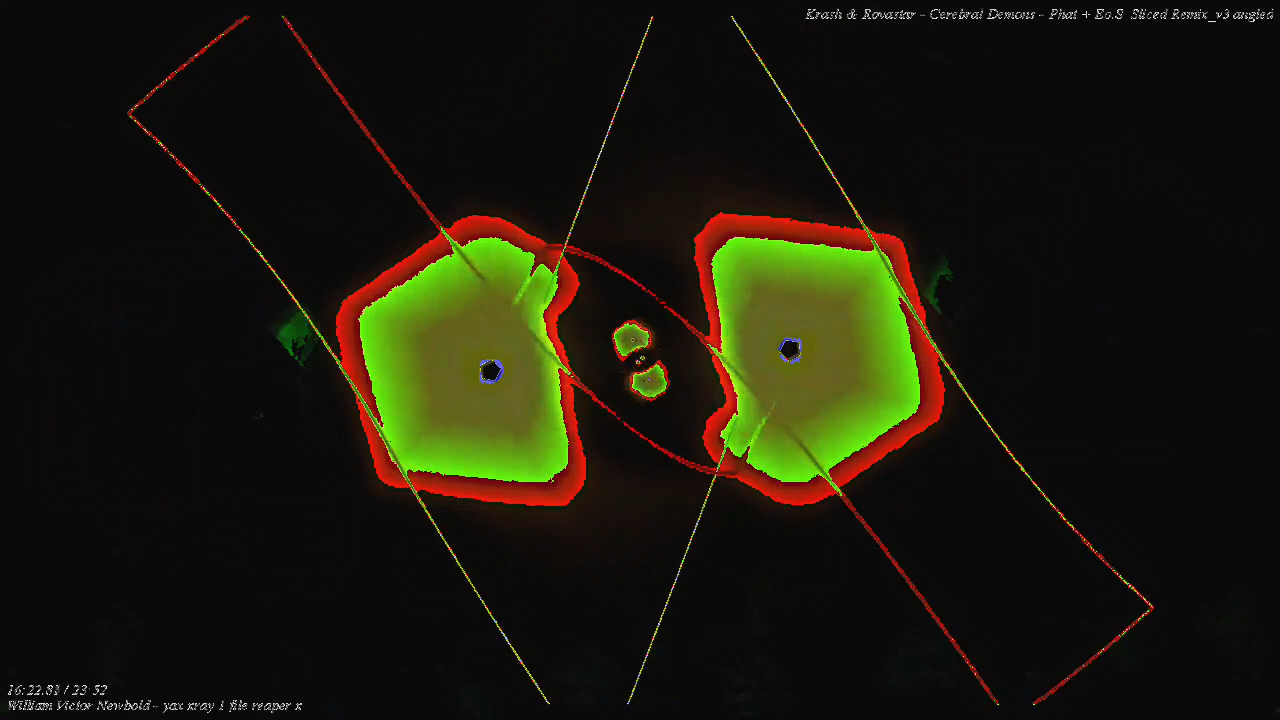 Krash & Rovastar - Cerebral Demons - Phat + Eo.S Sliced Remix_v3 angled
16:22.81 / 23:52
William Victor Newbold - yax xray 1 file reaper x